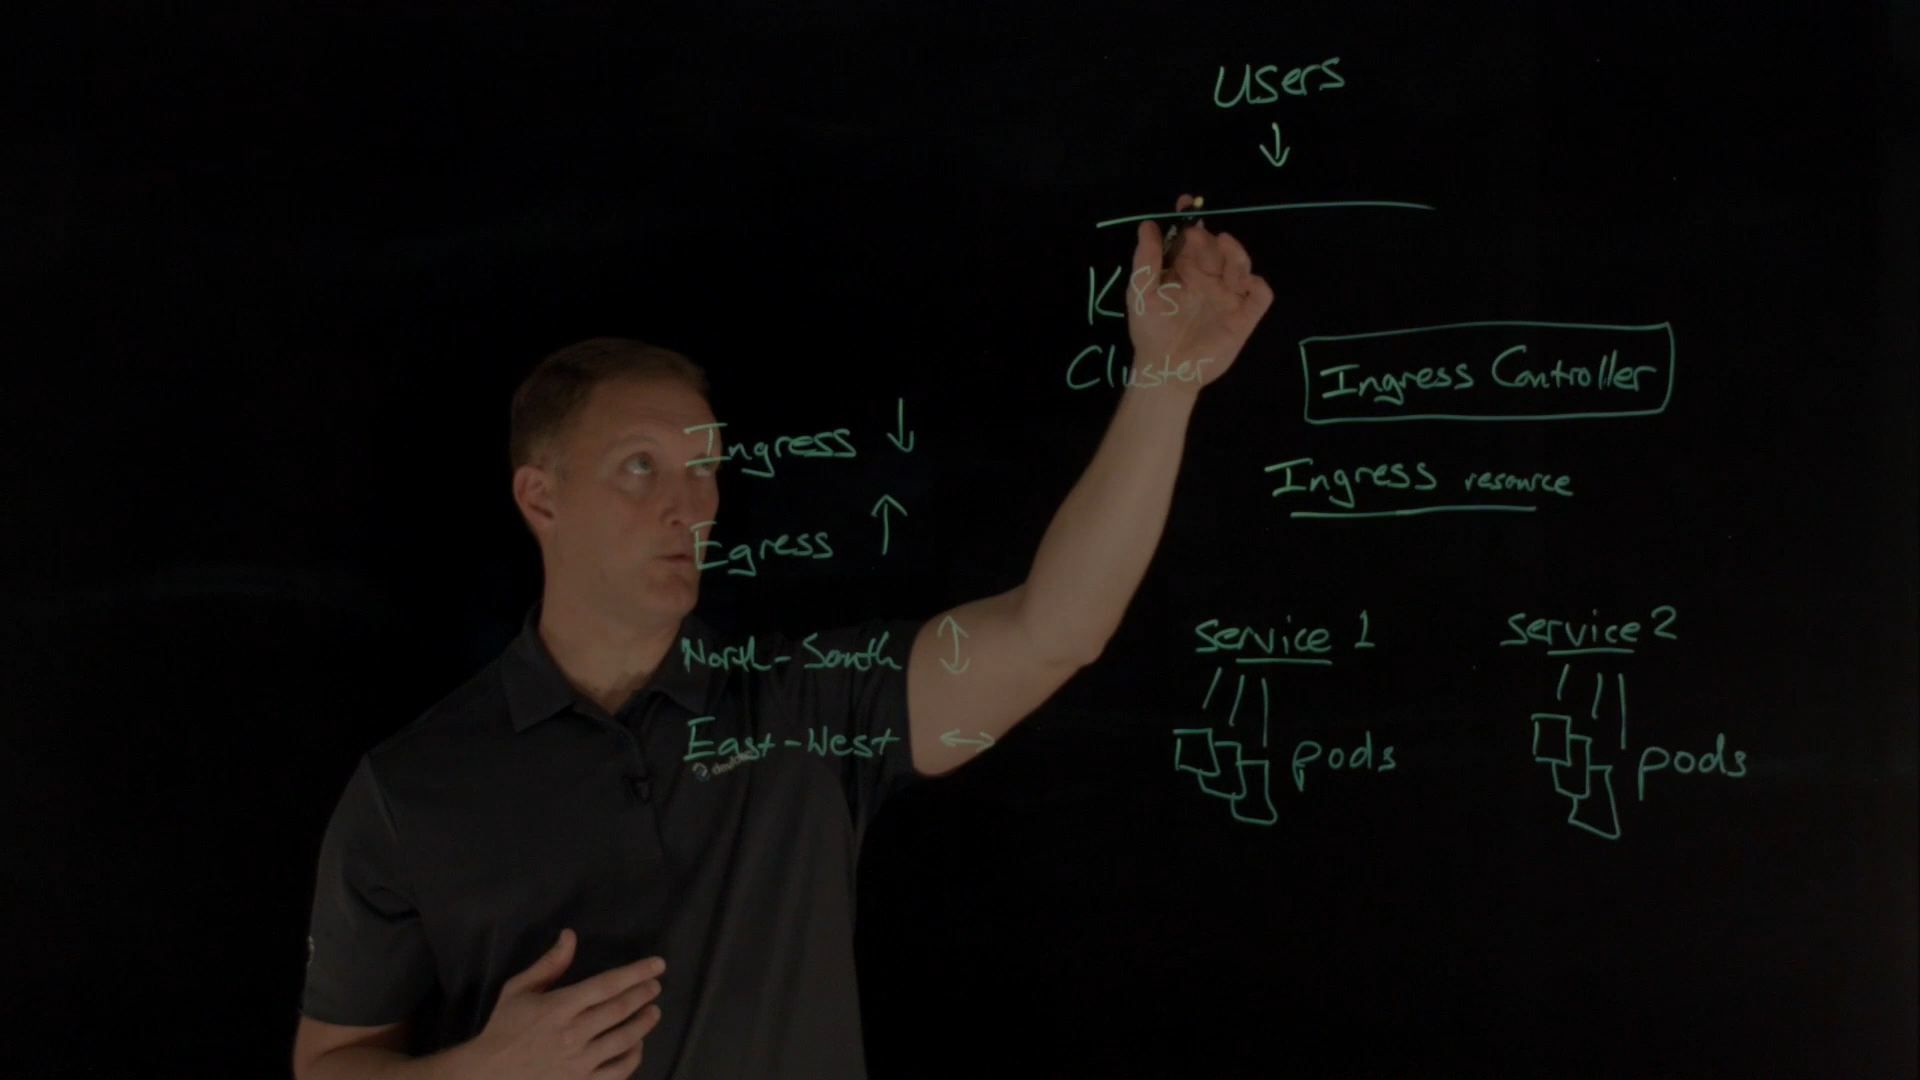 Users
K8s
Cluster
Ingress Controller
Ingress resource
Ingress
Egress
North-South
East-West
service 1
service 2
pods
pods